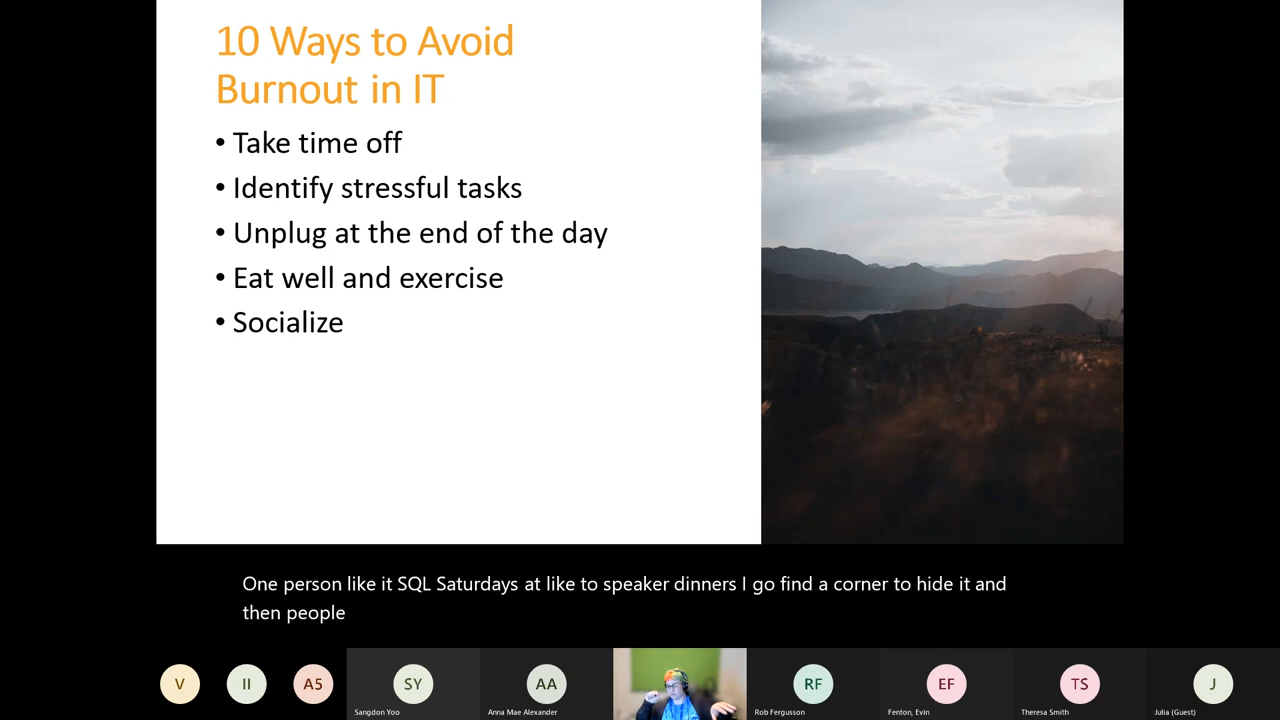 10 Ways to Avoid
Burnout in IT
• Take time off
• Identify stressful tasks
• Unplug at the end of the day
• Eat well and exercise
• Socialize
One person like it SQL Saturdays at like to speaker dinners I go find a corner to hide it and
then people
V
II
A5
SY
AA
RF
EF
TS
J
Sangdon Yoo
Anna Mae Alexander
Rob Fergusson
Fenton, Evin
Theresa Smith
Julia (Guest)